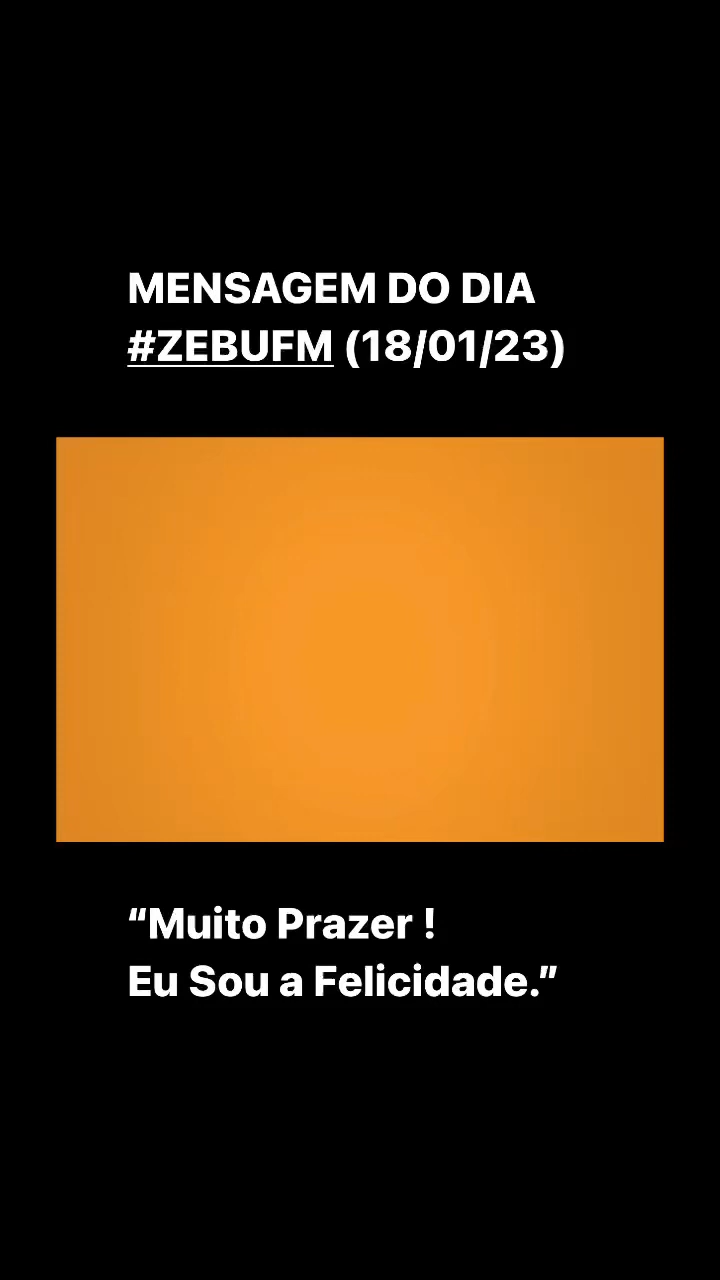 MENSAGEM DO DIA
#ZEBUFM (18/01/23)
“Muito Prazer !
Eu Sou a Felicidade.”